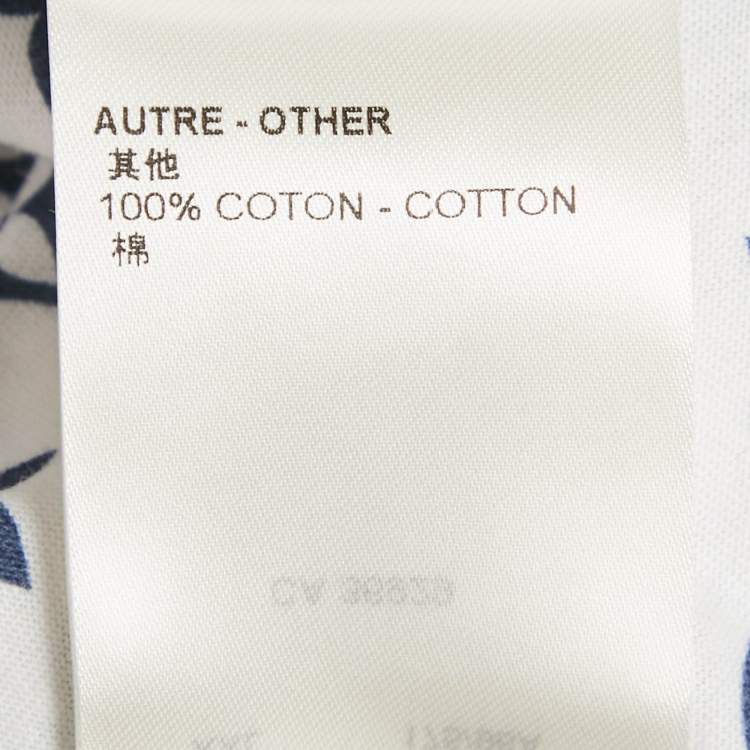 AUTRE - OTHER
其他
100% COTON - COTTON
棉